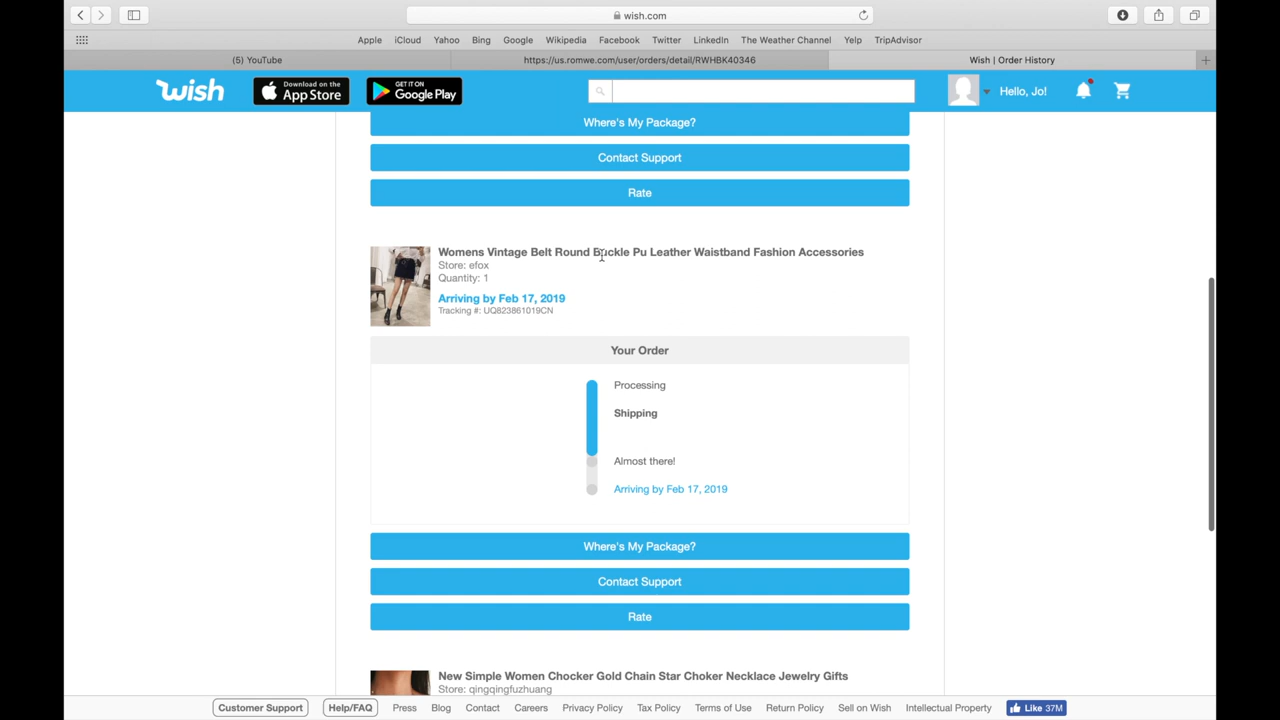 wish.com
Apple iCloud Yahoo Bing Google Wikipedia Facebook Twitter LinkedIn The Weather Channel Yelp TripAdvisor
(5) YouTube https://us.romwe.com/user/orders/detail/RWHBK40346 Wish | Order History
wish Download on the App Store GET IT ON Google Play Hello, Jo!
Where's My Package?
Contact Support
Rate
Womens Vintage Belt Round Buckle Pu Leather Waistband Fashion Accessories
Store: efox
Quantity: 1
Arriving by Feb 17, 2019
Tracking #: UQ823861019CN
Your Order
Processing
Shipping
Almost there!
Arriving by Feb 17, 2019
Where's My Package?
Contact Support
Rate
New Simple Women Chocker Gold Chain Star Choker Necklace Jewelry Gifts
Store: qingqingfuzhuang
Customer Support Help/FAQ Press Blog Contact Careers Privacy Policy Tax Policy Terms of Use Return Policy Sell on Wish Intellectual Property Like 37M